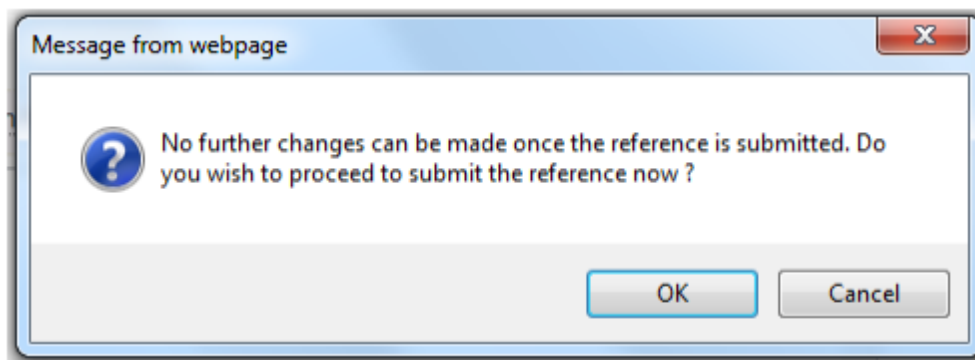 Message from webpage
No further changes can be made once the reference is submitted. Do
you wish to proceed to submit the reference now ?
OK
Cancel